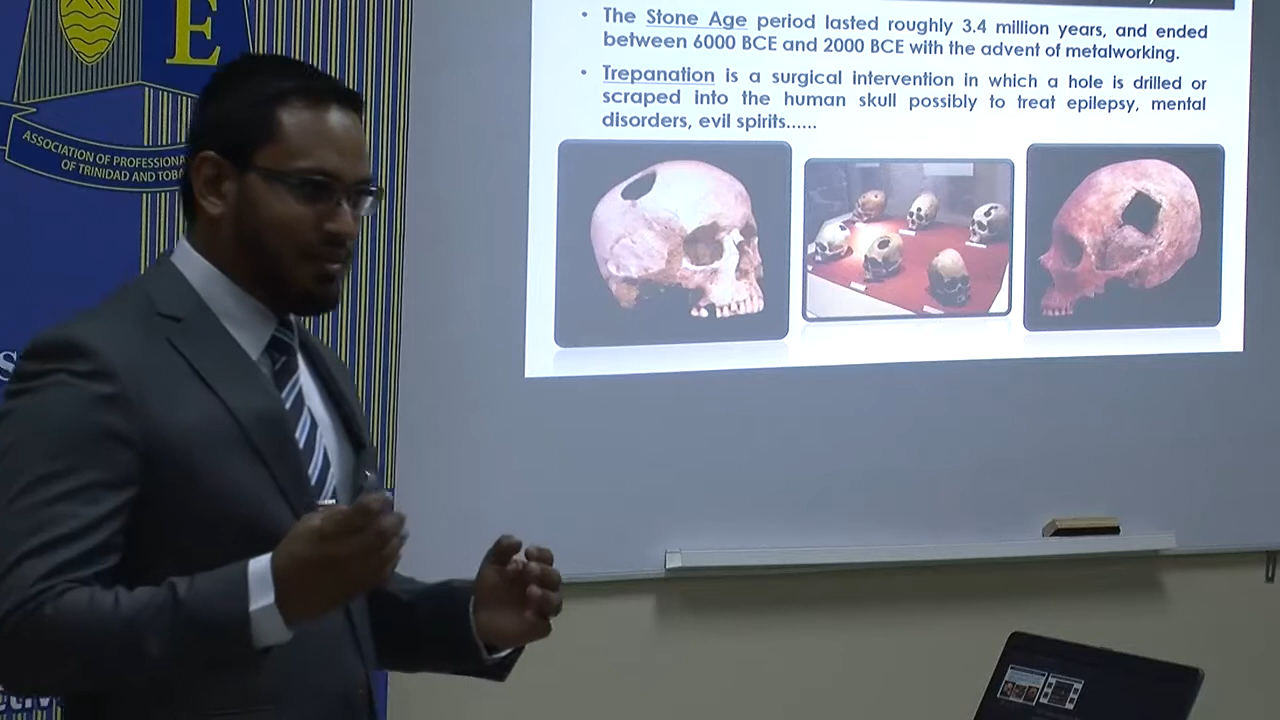 E
ASSOCIATION OF PROFESSIONA
OF TRINIDAD AND TOB
• The Stone Age period lasted roughly 3.4 million years, and ended
between 6000 BCE and 2000 BCE with the advent of metalworking.
• Trepanation is a surgical intervention in which a hole is drilled or
scraped into the human skull possibly to treat epilepsy, mental
disorders, evil spirits......